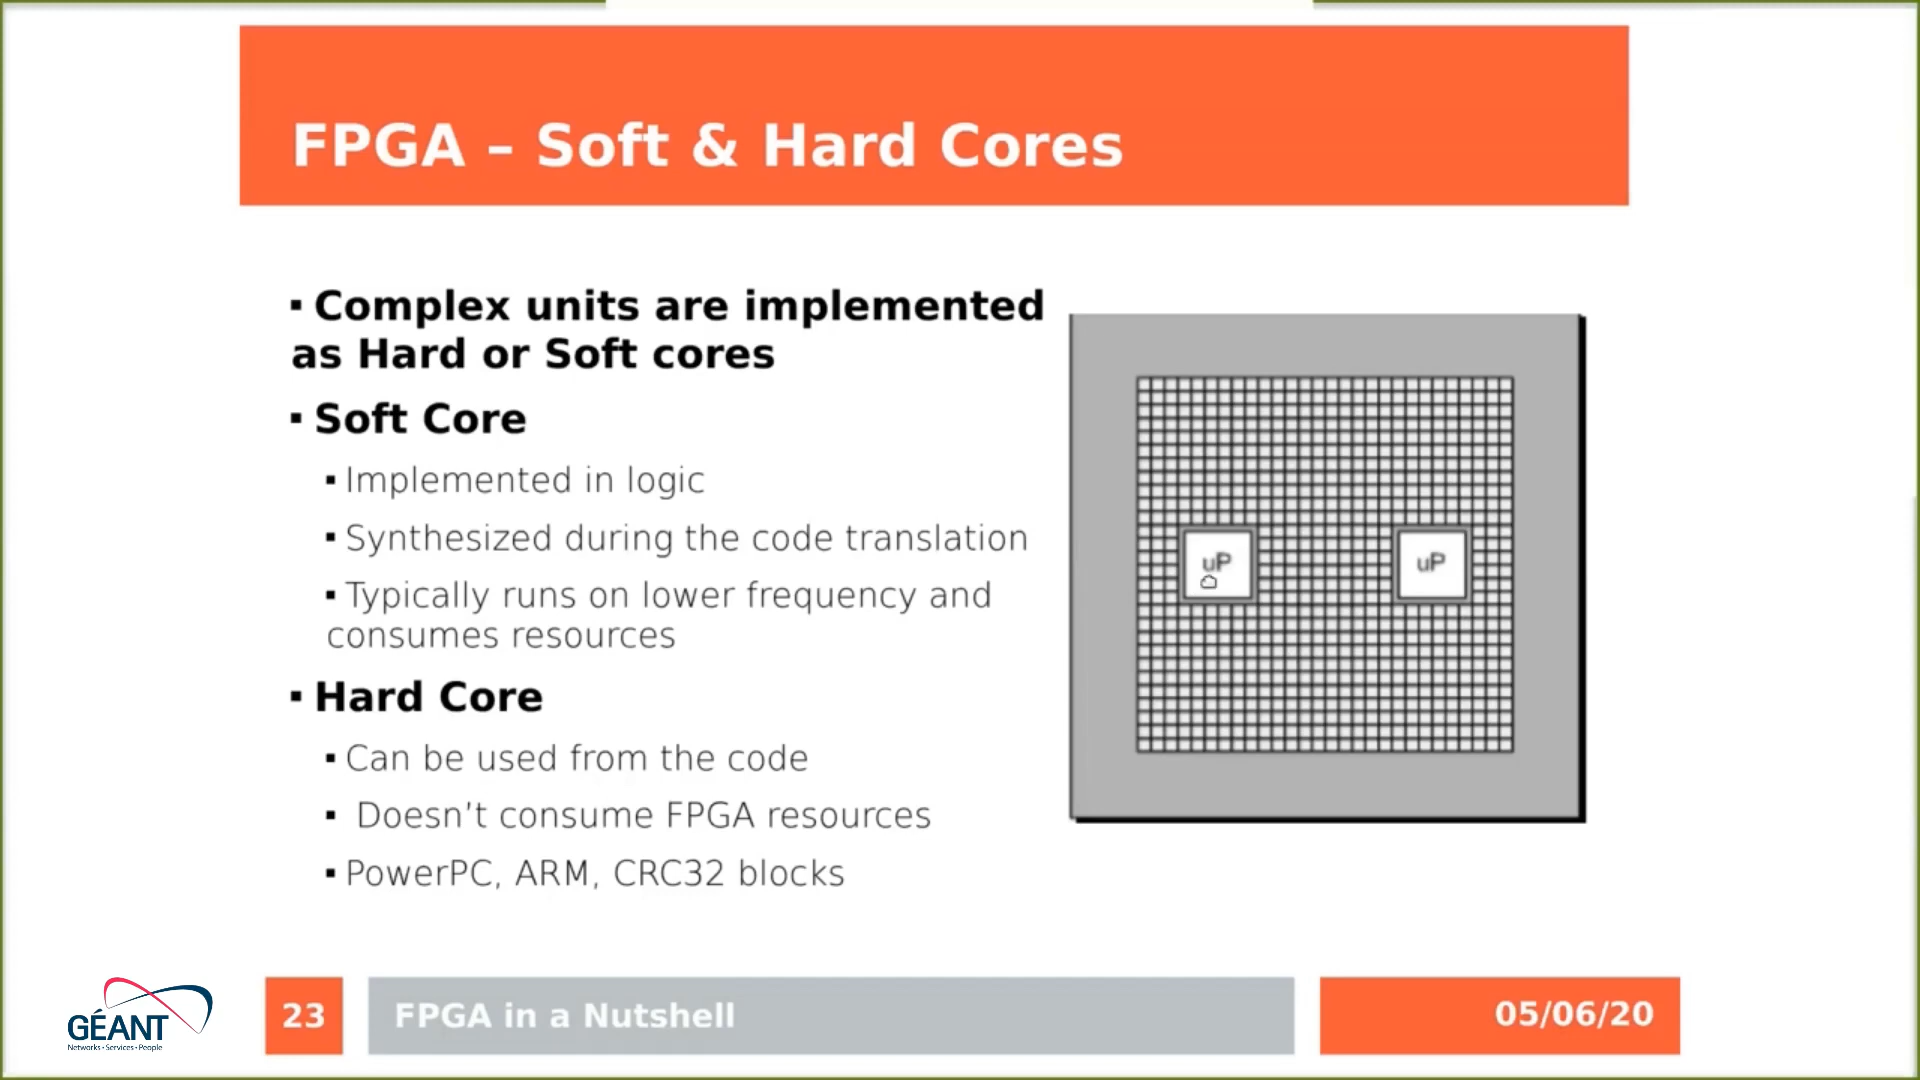 FPGA – Soft & Hard Cores
▪ Complex units are implemented
as Hard or Soft cores
▪ Soft Core
▪ Implemented in logic
▪ Synthesized during the code translation
▪ Typically runs on lower frequency and
consumes resources
▪ Hard Core
▪ Can be used from the code
▪ Doesn't consume FPGA resources
▪ PowerPC, ARM, CRC32 blocks
uP
uP
GÉANT
Networks · Services · People
23
FPGA in a Nutshell
05/06/20